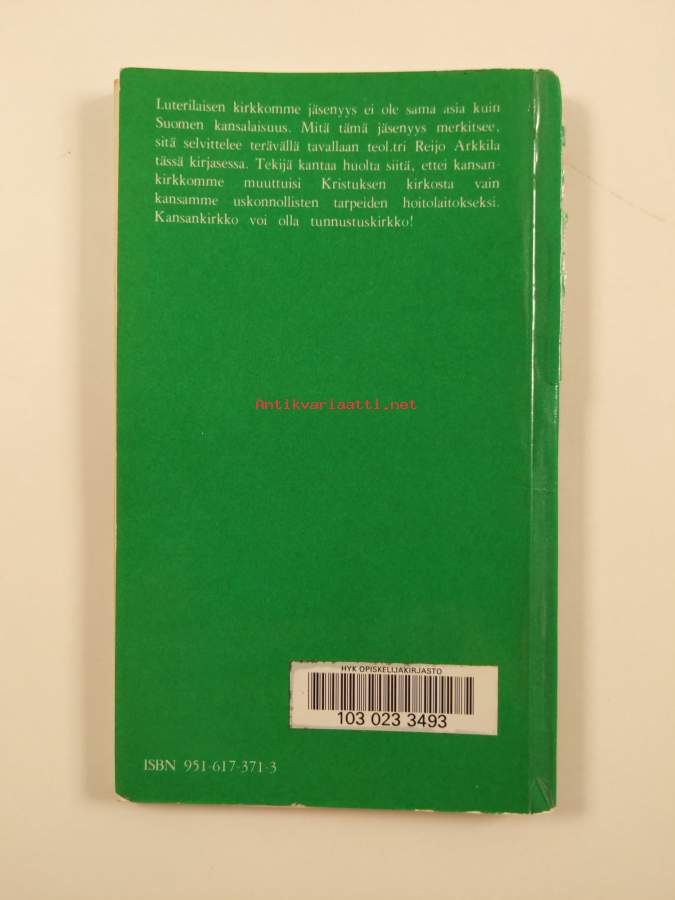 Luterilaisen kirkkomme jäsenyys ei ole sama asia kuin
Suomen kansalaisuus. Mitä tämä jäsenyys merkitsee,
sitä selvittelee terävällä tavallaan teol.tri Reijo Arkkila
tässä kirjasessa. Tekijä kantaa huolta siitä, ettei kansan-
kirkkomme muuttuisi Kristuksen kirkosta vain
kansamme uskonnollisten tarpeiden hoitolaitokseksi.
Kansankirkko voi olla tunnustuskirkko!
Antikvariaatti.net
HYK OPISKELIJAKIRJASTO
103 023 3493
ISBN 951-617-371-3